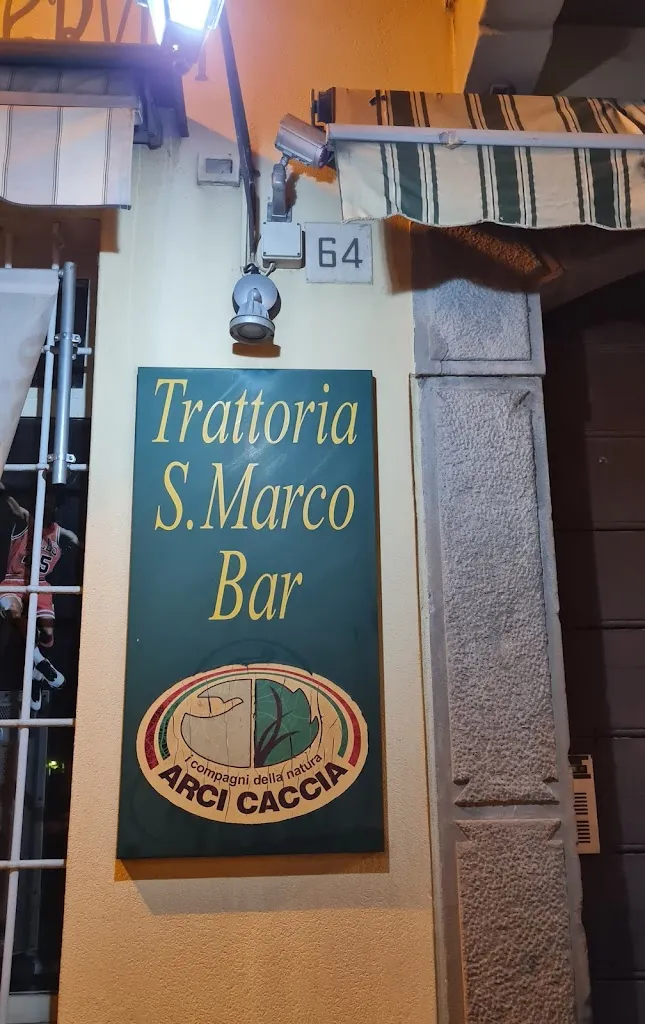 64
Trattoria
S. Marco
Bar
i compagni della natura
ARCI CACCIA